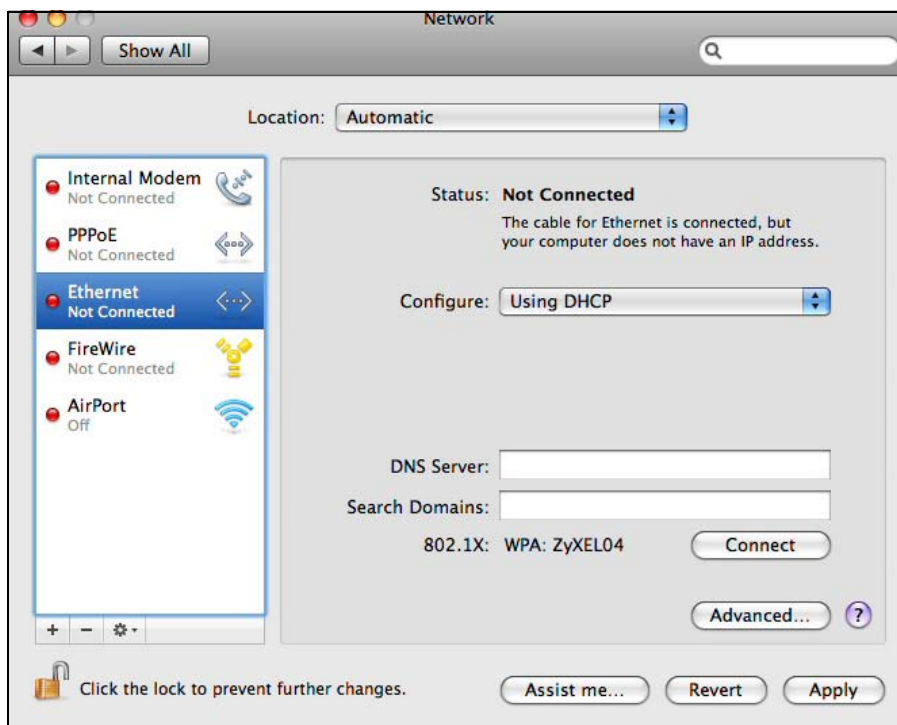 Network
Show All
Location: Automatic
Internal Modem
Not Connected
PPPoE
Not Connected
Ethernet
Not Connected
FireWire
Not Connected
AirPort
Off
Status: Not Connected
The cable for Ethernet is connected, but
your computer does not have an IP address.
Configure: Using DHCP
DNS Server:
Search Domains:
802.1X: WPA: ZyXEL04 Connect
Advanced... ?
+ −
Click the lock to prevent further changes.
Assist me... Revert Apply